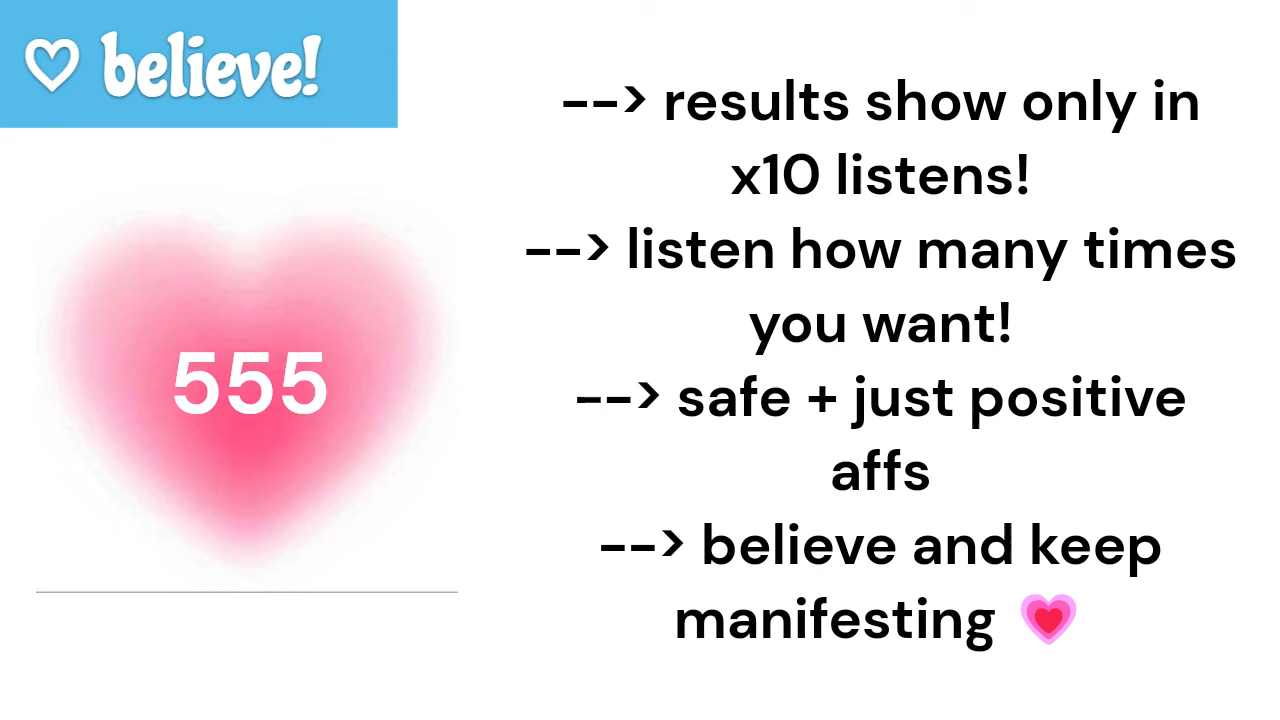 ♡ believe!
555
--> results show only in
x10 listens!
--> listen how many times
you want!
--> safe + just positive
affs
--> believe and keep
manifesting 💗